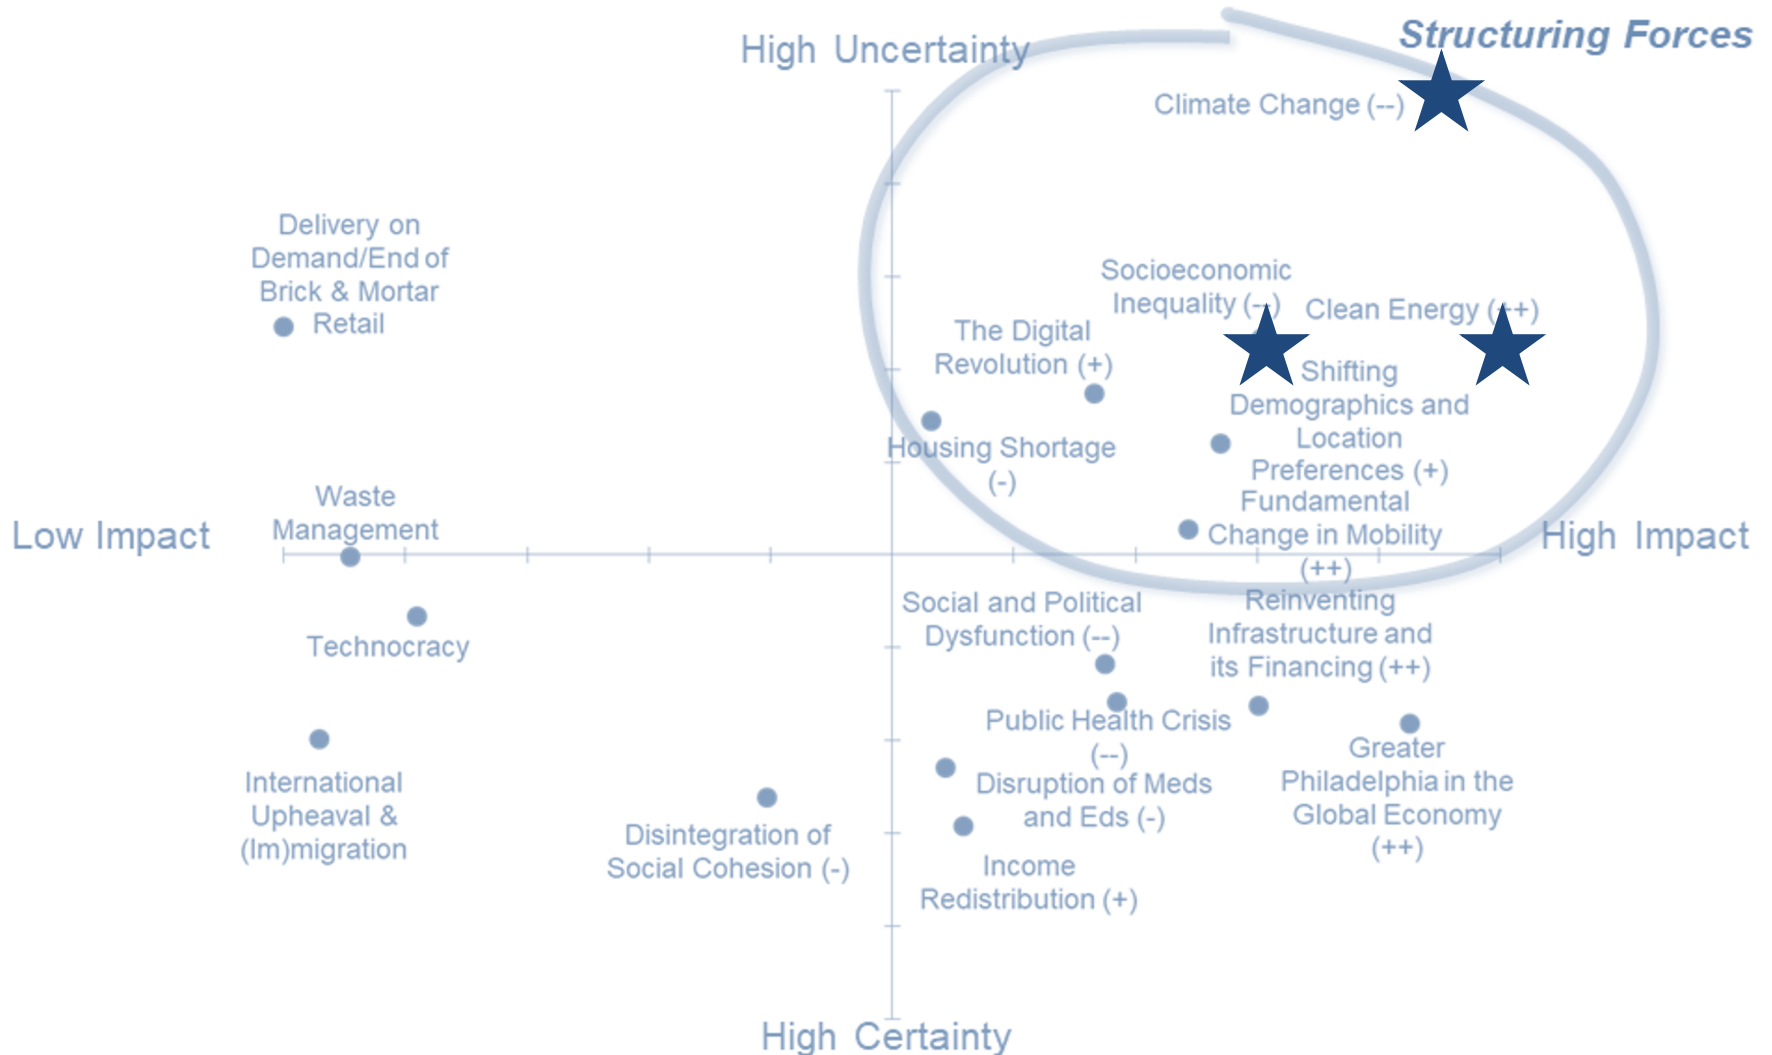 Structuring Forces
High Uncertainty
Climate Change (--)
Delivery on
Demand/End of
Brick & Mortar
Retail
Socioeconomic
Inequality (--)
Clean Energy (++)
The Digital
Revolution (+)
Shifting
Demographics and
Location
Preferences (+)
Housing Shortage
(-)
Waste
Management
Fundamental
Change in Mobility
(++)
Low Impact
High Impact
Technocracy
Social and Political
Dysfunction (--)
Reinventing
Infrastructure and
its Financing (++)
Public Health Crisis
(--)
Greater
Philadelphia in the
Global Economy
(++)
International
Upheaval &
(Im)migration
Disruption of Meds
and Eds (-)
Disintegration of
Social Cohesion (-)
Income
Redistribution (+)
High Certainty